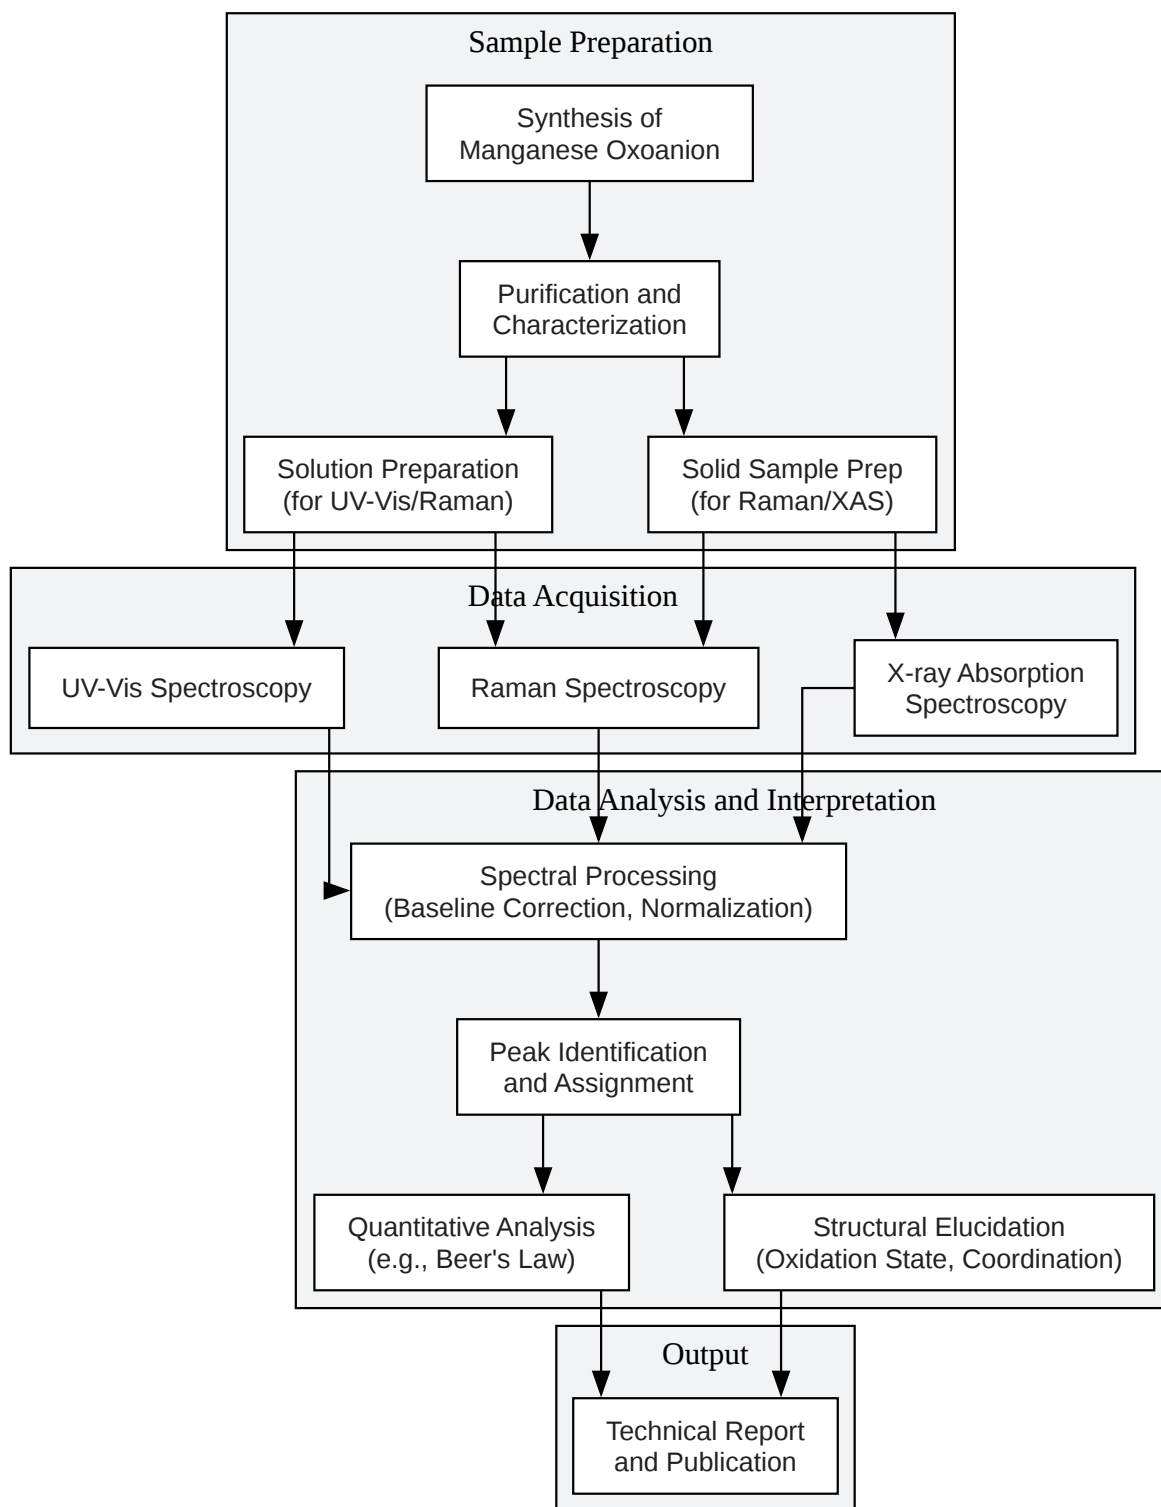 Sample Preparation
Synthesis of
Manganese Oxoanion
Purification and
Characterization
Solution Preparation
(for UV-Vis/Raman)
Solid Sample Prep
(for Raman/XAS)
Data Acquisition
UV-Vis Spectroscopy
Raman Spectroscopy
X-ray Absorption
Spectroscopy
Data Analysis and Interpretation
Spectral Processing
(Baseline Correction, Normalization)
Peak Identification
and Assignment
Quantitative Analysis
(e.g., Beer's Law)
Structural Elucidation
(Oxidation State, Coordination)
Output
Technical Report
and Publication